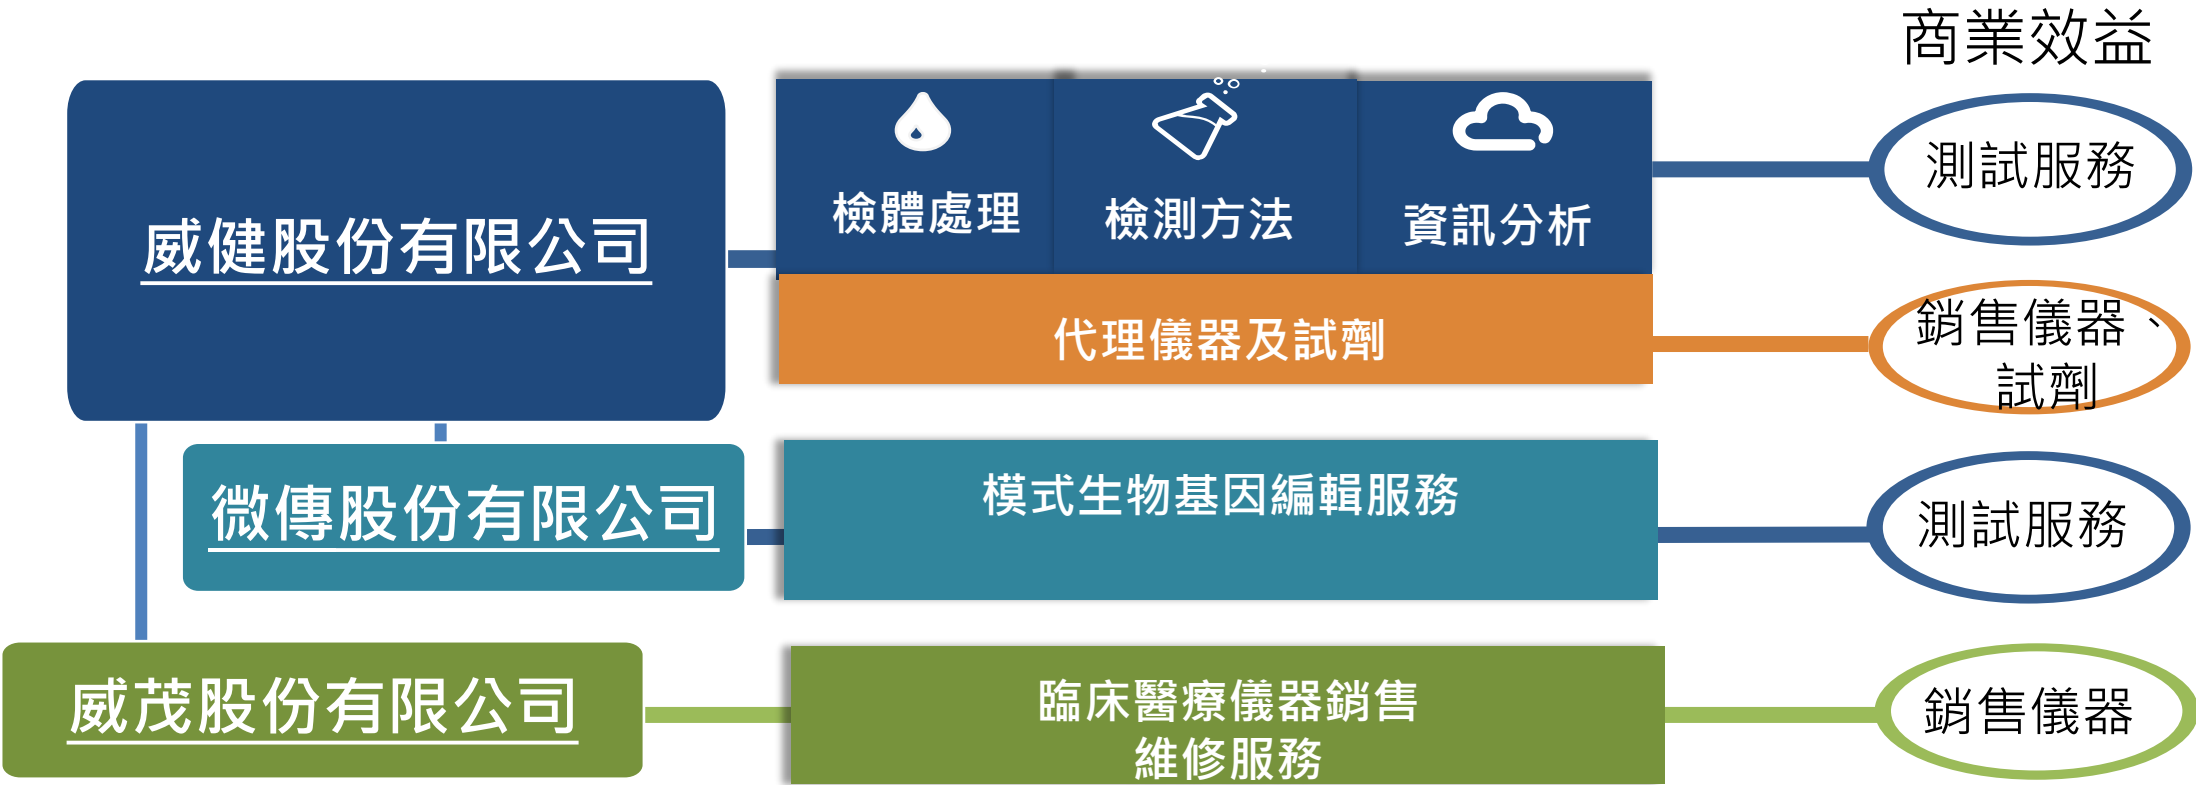 商業效益
威健股份有限公司
檢體處理
檢測方法
資訊分析
測試服務
代理儀器及試劑
銷售儀器、
試劑
微傳股份有限公司
模式生物基因編輯服務
測試服務
威茂股份有限公司
臨床醫療儀器銷售
維修服務
銷售儀器